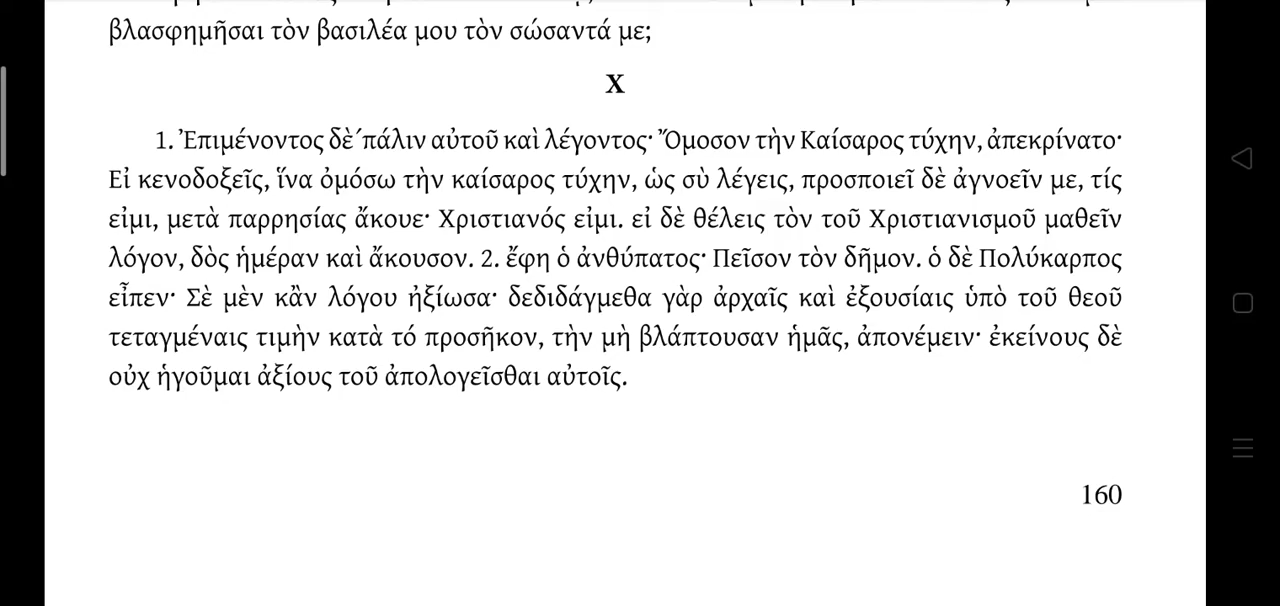 βλασφημῆσαι τὸν βασιλέα μου τὸν σώσαντά με;
X
1. Ἐπιμένοντος δὲ´πάλιν αὐτοῦ καὶ λέγοντος· Ὄμοσον τὴν Καίσαρος τύχην, ἀπεκρίνατο·
Εἰ κενοδοξεῖς, ἵνα ὀμόσω τὴν καίσαρος τύχην, ὡς σὺ λέγεις, προσποιεῖ δὲ ἀγνοεῖν με, τίς
εἰμι, μετὰ παρρησίας ἄκουε· Χριστιανός εἰμι. εἰ δὲ θέλεις τὸν τοῦ Χριστιανισμοῦ μαθεῖν
λόγον, δὸς ἡμέραν καὶ ἄκουσον. 2. ἔφη ὁ ἀνθύπατος· Πεῖσον τὸν δῆμον. ὁ δὲ Πολύκαρπος
εἶπεν· Σὲ μὲν κἂν λόγου ἠξίωσα· δεδιδάγμεθα γὰρ ἀρχαῖς καὶ ἐξουσίαις ὑπὸ τοῦ θεοῦ
τεταγμέναις τιμὴν κατὰ τό προσῆκον, τὴν μὴ βλάπτουσαν ἡμᾶς, ἀπονέμειν· ἐκείνους δὲ
οὐχ ἡγοῦμαι ἀξίους τοῦ ἀπολογεῖσθαι αὐτοῖς.
160